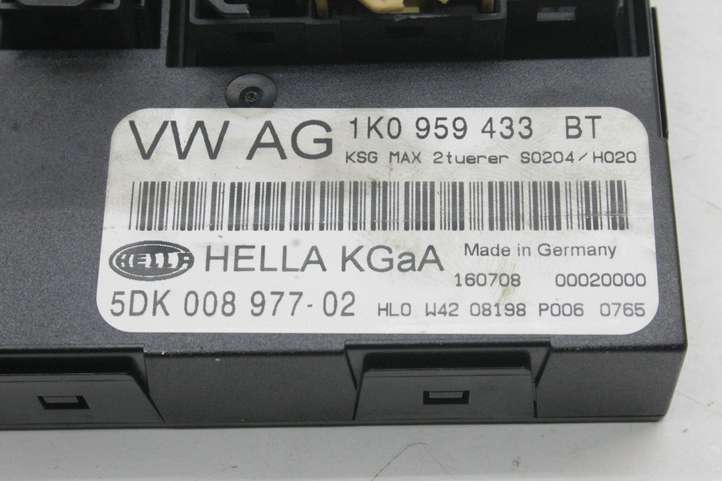 VW AG 1K0 959 433 BT
KSG MAX 2tuerer S0204/H020
HELLA HELLA KGaA Made in Germany
160708 00020000
5DK 008 977-02 HL0 W42 08198 P006 0765